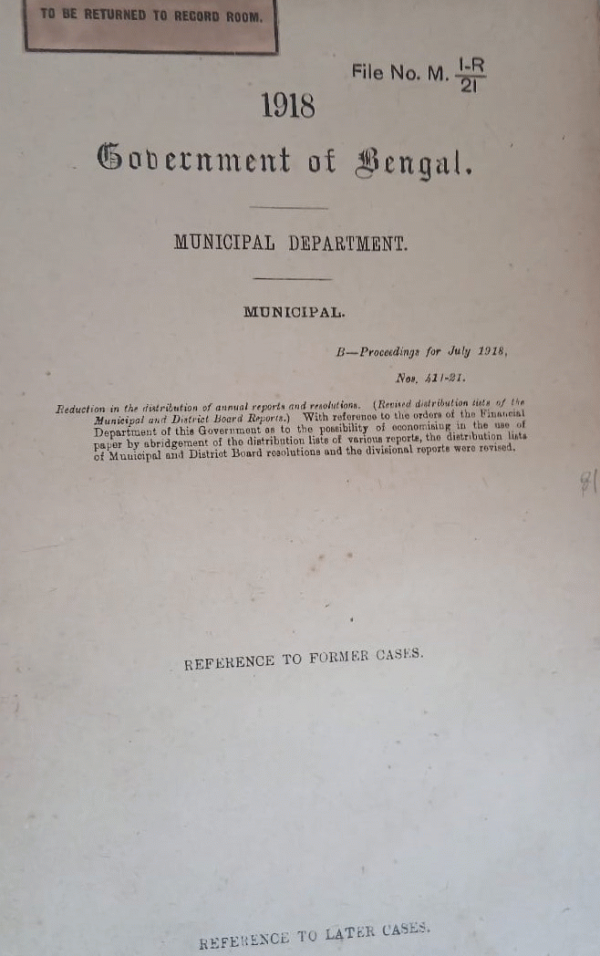 TO BE RETURNED TO RECORD ROOM.
File No. M. I-R/21
1918
Government of Bengal.
MUNICIPAL DEPARTMENT.
MUNICIPAL.
B—Proceedings for July 1918,
Nos. 411-21.
Reduction in the distribution of annual reports and resolutions. (Revised distribution lists of the
Municipal and District Board Reports.) With reference to the orders of the Financial
Department of this Government as to the possibility of economising in the use of
paper by abridgement of the distribution lists of various reports, the distribution lists
of Municipal and District Board resolutions and the divisional reports were revised.
REFERENCE TO FORMER CASES.
REFERENCE TO LATER CASES.